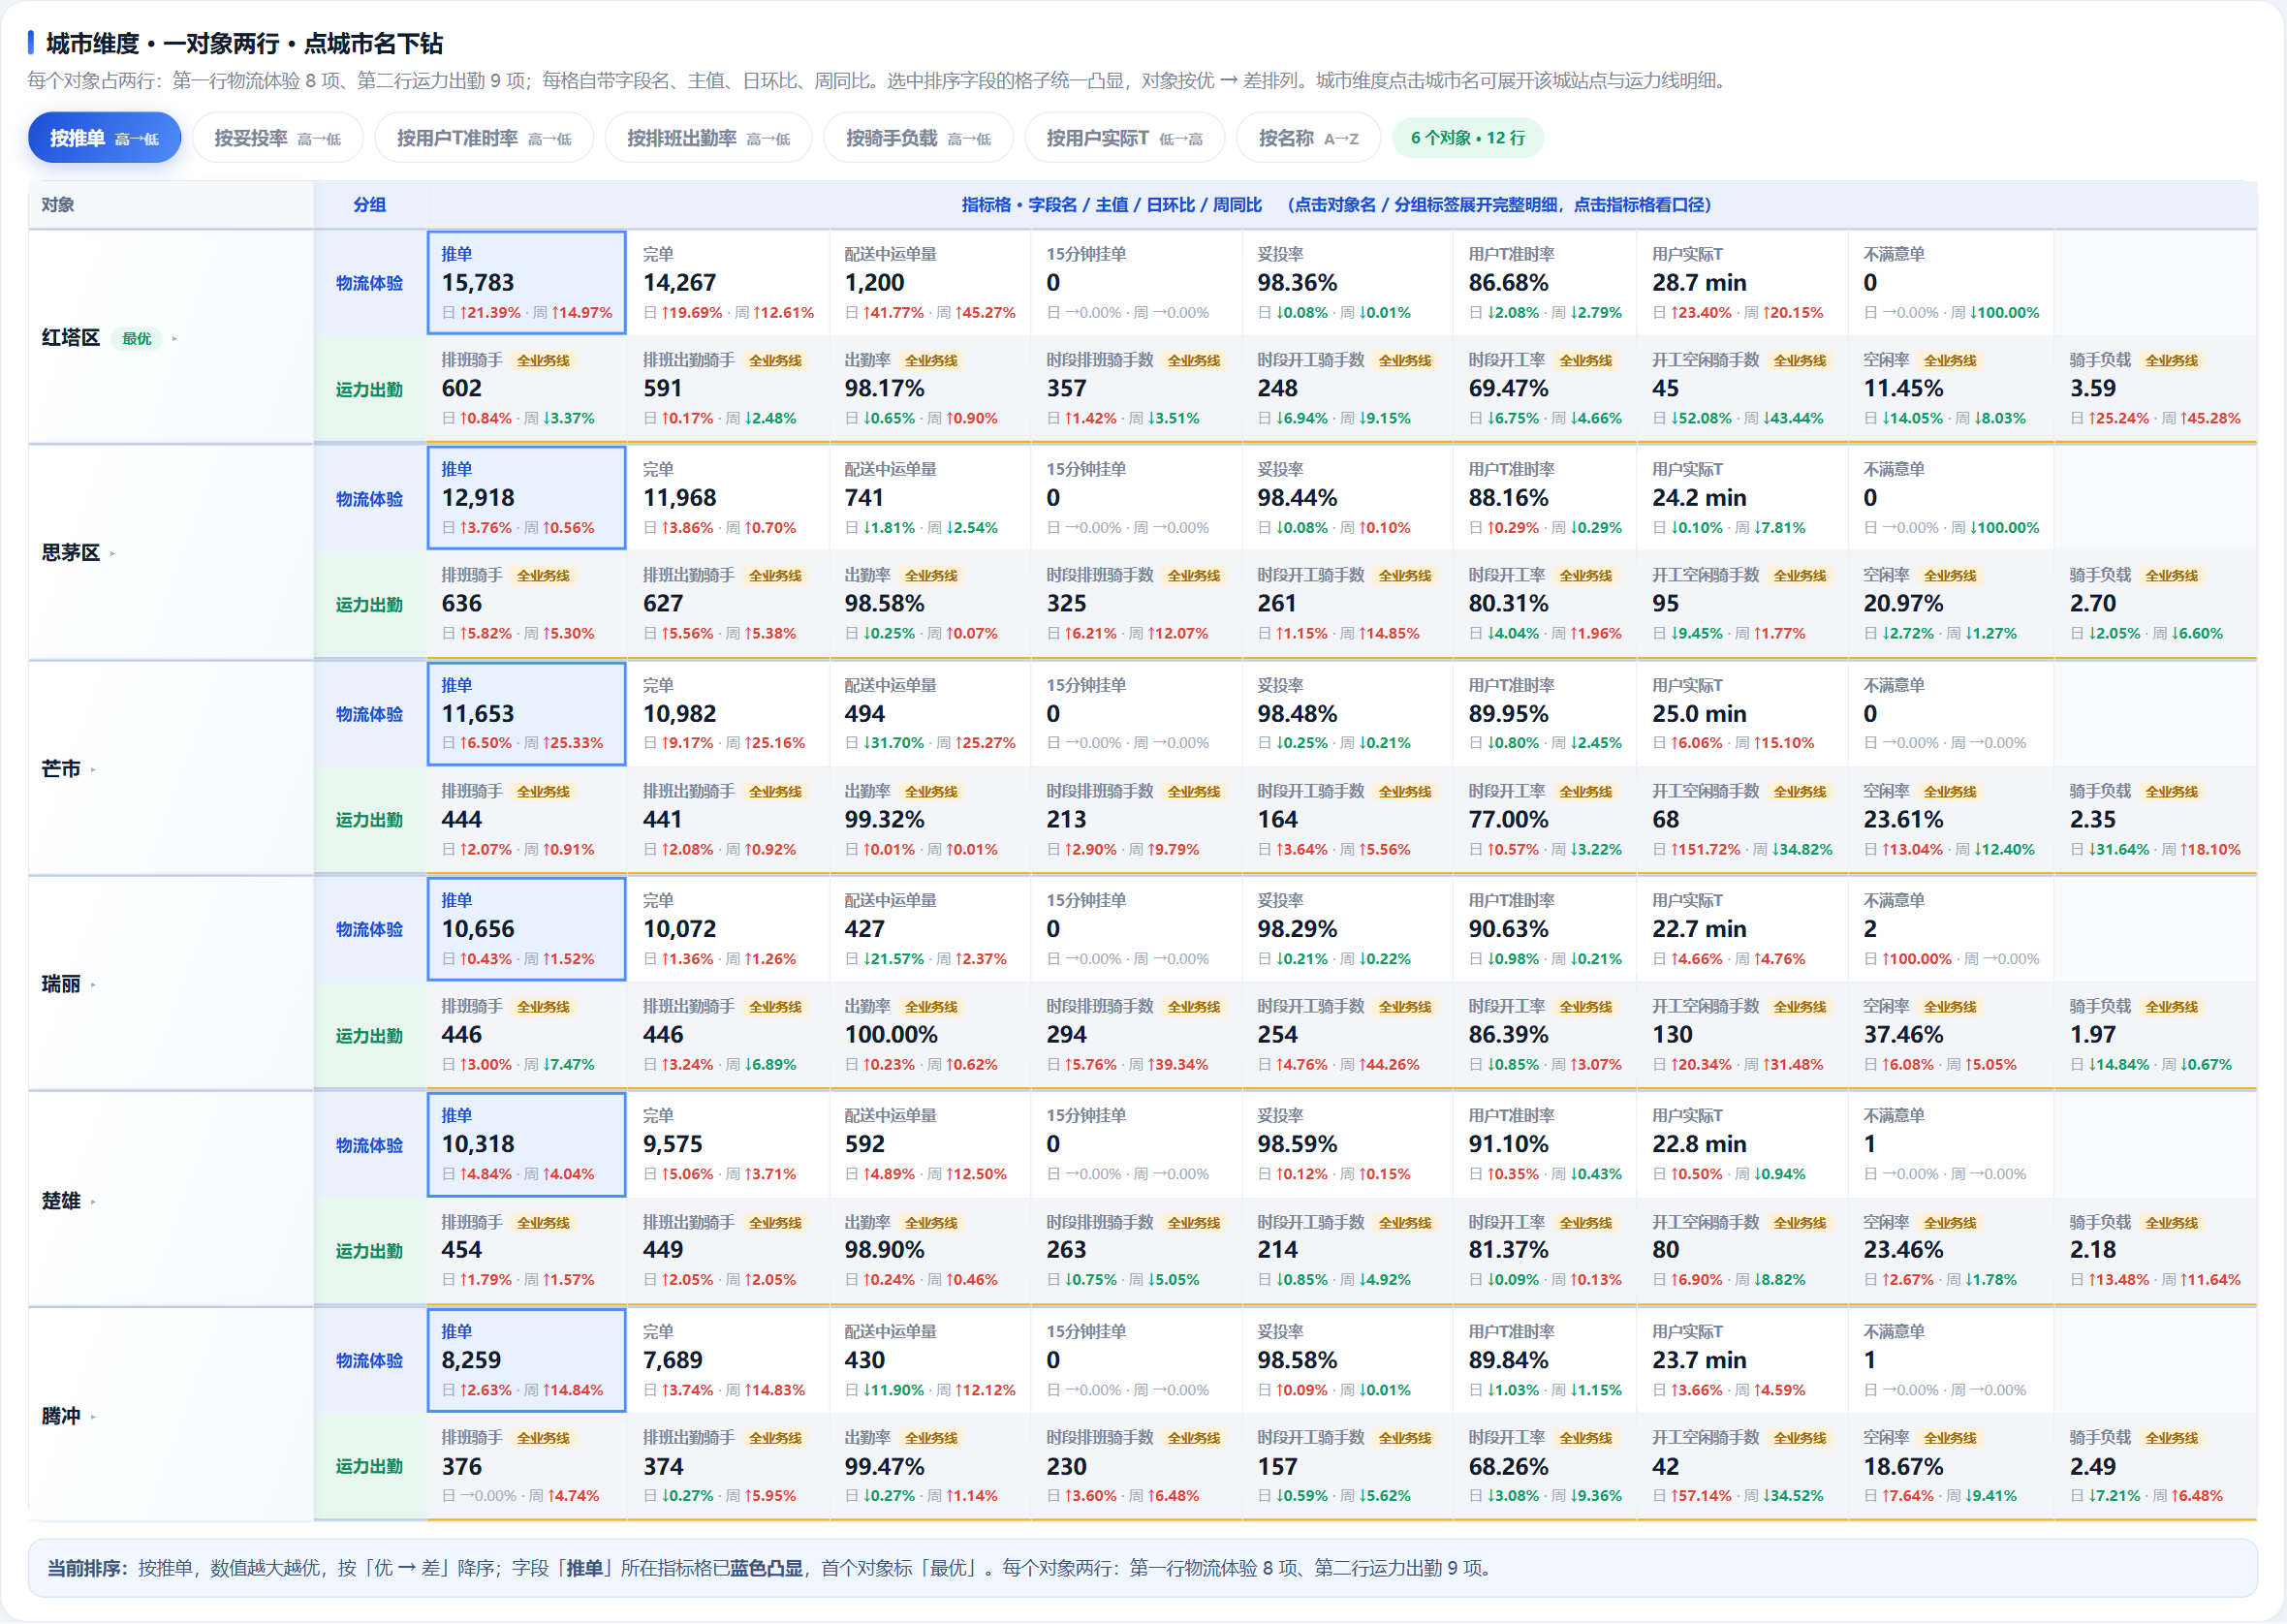 城市维度 • 一对象两行 • 点城市名下钻
每个对象占两行：第一行物流体验 8 项、第二行运力出勤 9 项；每格自带字段名、主值、日环比、周同比。选中排序字段的格子统一凸显，对象按优 → 差排列。城市维度点击城市名可展开该城站点与运力线明细。
按推单 高→低 按妥投率 高→低 按用户T准时率 高→低 按排班出勤率 高→低 按骑手负载 高→低 按用户实际T 低→高 按名称 A→Z 6 个对象 • 12 行
对象 分组 指标格 • 字段名 / 主值 / 日环比 / 周同比 （点击对象名 / 分组标签展开完整明细，点击指标格看口径）
红塔区 最优 ▸
物流体验
推单 完单 配送中运单量 15分钟挂单 妥投率 用户T准时率 用户实际T 不满意单
15,783 14,267 1,200 0 98.36% 86.68% 28.7 min 0
日 ↑21.39% · 周 ↑14.97% 日 ↑19.69% · 周 ↑12.61% 日 ↑41.77% · 周 ↑45.27% 日 →0.00% · 周 →0.00% 日 ↓0.08% · 周 ↓0.01% 日 ↓2.08% · 周 ↓2.79% 日 ↑23.40% · 周 ↑20.15% 日 →0.00% · 周 ↓100.00%
运力出勤
排班骑手 全业务线 排班出勤骑手 全业务线 出勤率 全业务线 时段排班骑手数 全业务线 时段开工骑手数 全业务线 时段开工率 全业务线 开工空闲骑手数 全业务线 空闲率 全业务线 骑手负载 全业务线
602 591 98.17% 357 248 69.47% 45 11.45% 3.59
日 ↑0.84% · 周 ↓3.37% 日 ↑0.17% · 周 ↓2.48% 日 ↓0.65% · 周 ↑0.90% 日 ↑1.42% · 周 ↓3.51% 日 ↓6.94% · 周 ↓9.15% 日 ↓6.75% · 周 ↓4.66% 日 ↓52.08% · 周 ↓43.44% 日 ↓14.05% · 周 ↓8.03% 日 ↑25.24% · 周 ↑45.28%
思茅区 ▸
物流体验
推单 完单 配送中运单量 15分钟挂单 妥投率 用户T准时率 用户实际T 不满意单
12,918 11,968 741 0 98.44% 88.16% 24.2 min 0
日 ↑3.76% · 周 ↑0.56% 日 ↑3.86% · 周 ↑0.70% 日 ↓1.81% · 周 ↓2.54% 日 →0.00% · 周 →0.00% 日 ↓0.08% · 周 ↑0.10% 日 ↑0.29% · 周 ↓0.29% 日 ↓0.10% · 周 ↓7.81% 日 →0.00% · 周 ↓100.00%
运力出勤
排班骑手 全业务线 排班出勤骑手 全业务线 出勤率 全业务线 时段排班骑手数 全业务线 时段开工骑手数 全业务线 时段开工率 全业务线 开工空闲骑手数 全业务线 空闲率 全业务线 骑手负载 全业务线
636 627 98.58% 325 261 80.31% 95 20.97% 2.70
日 ↑5.82% · 周 ↑5.30% 日 ↑5.56% · 周 ↑5.38% 日 ↓0.25% · 周 ↑0.07% 日 ↑6.21% · 周 ↑12.07% 日 ↑1.15% · 周 ↑14.85% 日 ↓4.04% · 周 ↑1.96% 日 ↓9.45% · 周 ↑1.77% 日 ↓2.72% · 周 ↓1.27% 日 ↓2.05% · 周 ↓6.60%
芒市 ▸
物流体验
推单 完单 配送中运单量 15分钟挂单 妥投率 用户T准时率 用户实际T 不满意单
11,653 10,982 494 0 98.48% 89.95% 25.0 min 0
日 ↑6.50% · 周 ↑25.33% 日 ↑9.17% · 周 ↑25.16% 日 ↓31.70% · 周 ↑25.27% 日 →0.00% · 周 →0.00% 日 ↓0.25% · 周 ↓0.21% 日 ↓0.80% · 周 ↓2.45% 日 ↑6.06% · 周 ↑15.10% 日 →0.00% · 周 →0.00%
运力出勤
排班骑手 全业务线 排班出勤骑手 全业务线 出勤率 全业务线 时段排班骑手数 全业务线 时段开工骑手数 全业务线 时段开工率 全业务线 开工空闲骑手数 全业务线 空闲率 全业务线 骑手负载 全业务线
444 441 99.32% 213 164 77.00% 68 23.61% 2.35
日 ↑2.07% · 周 ↑0.91% 日 ↑2.08% · 周 ↑0.92% 日 ↑0.01% · 周 ↑0.01% 日 ↑2.90% · 周 ↑9.79% 日 ↑3.64% · 周 ↑5.56% 日 ↑0.57% · 周 ↓3.22% 日 ↑151.72% · 周 ↓34.82% 日 ↑13.04% · 周 ↓12.40% 日 ↓31.64% · 周 ↑18.10%
瑞丽 ▸
物流体验
推单 完单 配送中运单量 15分钟挂单 妥投率 用户T准时率 用户实际T 不满意单
10,656 10,072 427 0 98.29% 90.63% 22.7 min 2
日 ↑0.43% · 周 ↑1.52% 日 ↑1.36% · 周 ↑1.26% 日 ↓21.57% · 周 ↑2.37% 日 →0.00% · 周 →0.00% 日 ↓0.21% · 周 ↓0.22% 日 ↓0.98% · 周 ↓0.21% 日 ↑4.66% · 周 ↑4.76% 日 ↑100.00% · 周 →0.00%
运力出勤
排班骑手 全业务线 排班出勤骑手 全业务线 出勤率 全业务线 时段排班骑手数 全业务线 时段开工骑手数 全业务线 时段开工率 全业务线 开工空闲骑手数 全业务线 空闲率 全业务线 骑手负载 全业务线
446 446 100.00% 294 254 86.39% 130 37.46% 1.97
日 ↑3.00% · 周 ↓7.47% 日 ↑3.24% · 周 ↓6.89% 日 ↑0.23% · 周 ↑0.62% 日 ↑5.76% · 周 ↑39.34% 日 ↑4.76% · 周 ↑44.26% 日 ↓0.85% · 周 ↑3.07% 日 ↑20.34% · 周 ↑31.48% 日 ↑6.08% · 周 ↑5.05% 日 ↓14.84% · 周 ↓0.67%
楚雄 ▸
物流体验
推单 完单 配送中运单量 15分钟挂单 妥投率 用户T准时率 用户实际T 不满意单
10,318 9,575 592 0 98.59% 91.10% 22.8 min 1
日 ↑4.84% · 周 ↑4.04% 日 ↑5.06% · 周 ↑3.71% 日 ↑4.89% · 周 ↑12.50% 日 →0.00% · 周 →0.00% 日 ↑0.12% · 周 ↑0.15% 日 ↑0.35% · 周 ↓0.43% 日 ↑0.50% · 周 ↓0.94% 日 →0.00% · 周 →0.00%
运力出勤
排班骑手 全业务线 排班出勤骑手 全业务线 出勤率 全业务线 时段排班骑手数 全业务线 时段开工骑手数 全业务线 时段开工率 全业务线 开工空闲骑手数 全业务线 空闲率 全业务线 骑手负载 全业务线
454 449 98.90% 263 214 81.37% 80 23.46% 2.18
日 ↑1.79% · 周 ↑1.57% 日 ↑2.05% · 周 ↑2.05% 日 ↑0.24% · 周 ↑0.46% 日 ↓0.75% · 周 ↓5.05% 日 ↓0.85% · 周 ↓4.92% 日 ↓0.09% · 周 ↑0.13% 日 ↑6.90% · 周 ↓8.82% 日 ↑2.67% · 周 ↓1.78% 日 ↑13.48% · 周 ↑11.64%
腾冲 ▸
物流体验
推单 完单 配送中运单量 15分钟挂单 妥投率 用户T准时率 用户实际T 不满意单
8,259 7,689 430 0 98.58% 89.84% 23.7 min 1
日 ↑2.63% · 周 ↑14.84% 日 ↑3.74% · 周 ↑14.83% 日 ↓11.90% · 周 ↑12.12% 日 →0.00% · 周 →0.00% 日 ↑0.09% · 周 ↓0.01% 日 ↓1.03% · 周 ↓1.15% 日 ↑3.66% · 周 ↑4.59% 日 →0.00% · 周 →0.00%
运力出勤
排班骑手 全业务线 排班出勤骑手 全业务线 出勤率 全业务线 时段排班骑手数 全业务线 时段开工骑手数 全业务线 时段开工率 全业务线 开工空闲骑手数 全业务线 空闲率 全业务线 骑手负载 全业务线
376 374 99.47% 230 157 68.26% 42 18.67% 2.49
日 →0.00% · 周 ↑4.74% 日 ↓0.27% · 周 ↑5.95% 日 ↓0.27% · 周 ↑1.14% 日 ↑3.60% · 周 ↑6.48% 日 ↓0.59% · 周 ↓5.62% 日 ↓3.08% · 周 ↓9.36% 日 ↑57.14% · 周 ↓34.52% 日 ↑7.64% · 周 ↓9.41% 日 ↓7.21% · 周 ↑6.48%
当前排序：按推单，数值越大越优，按「优 → 差」降序；字段「推单」所在指标格已蓝色凸显，首个对象标「最优」。每个对象两行：第一行物流体验 8 项、第二行运力出勤 9 项。